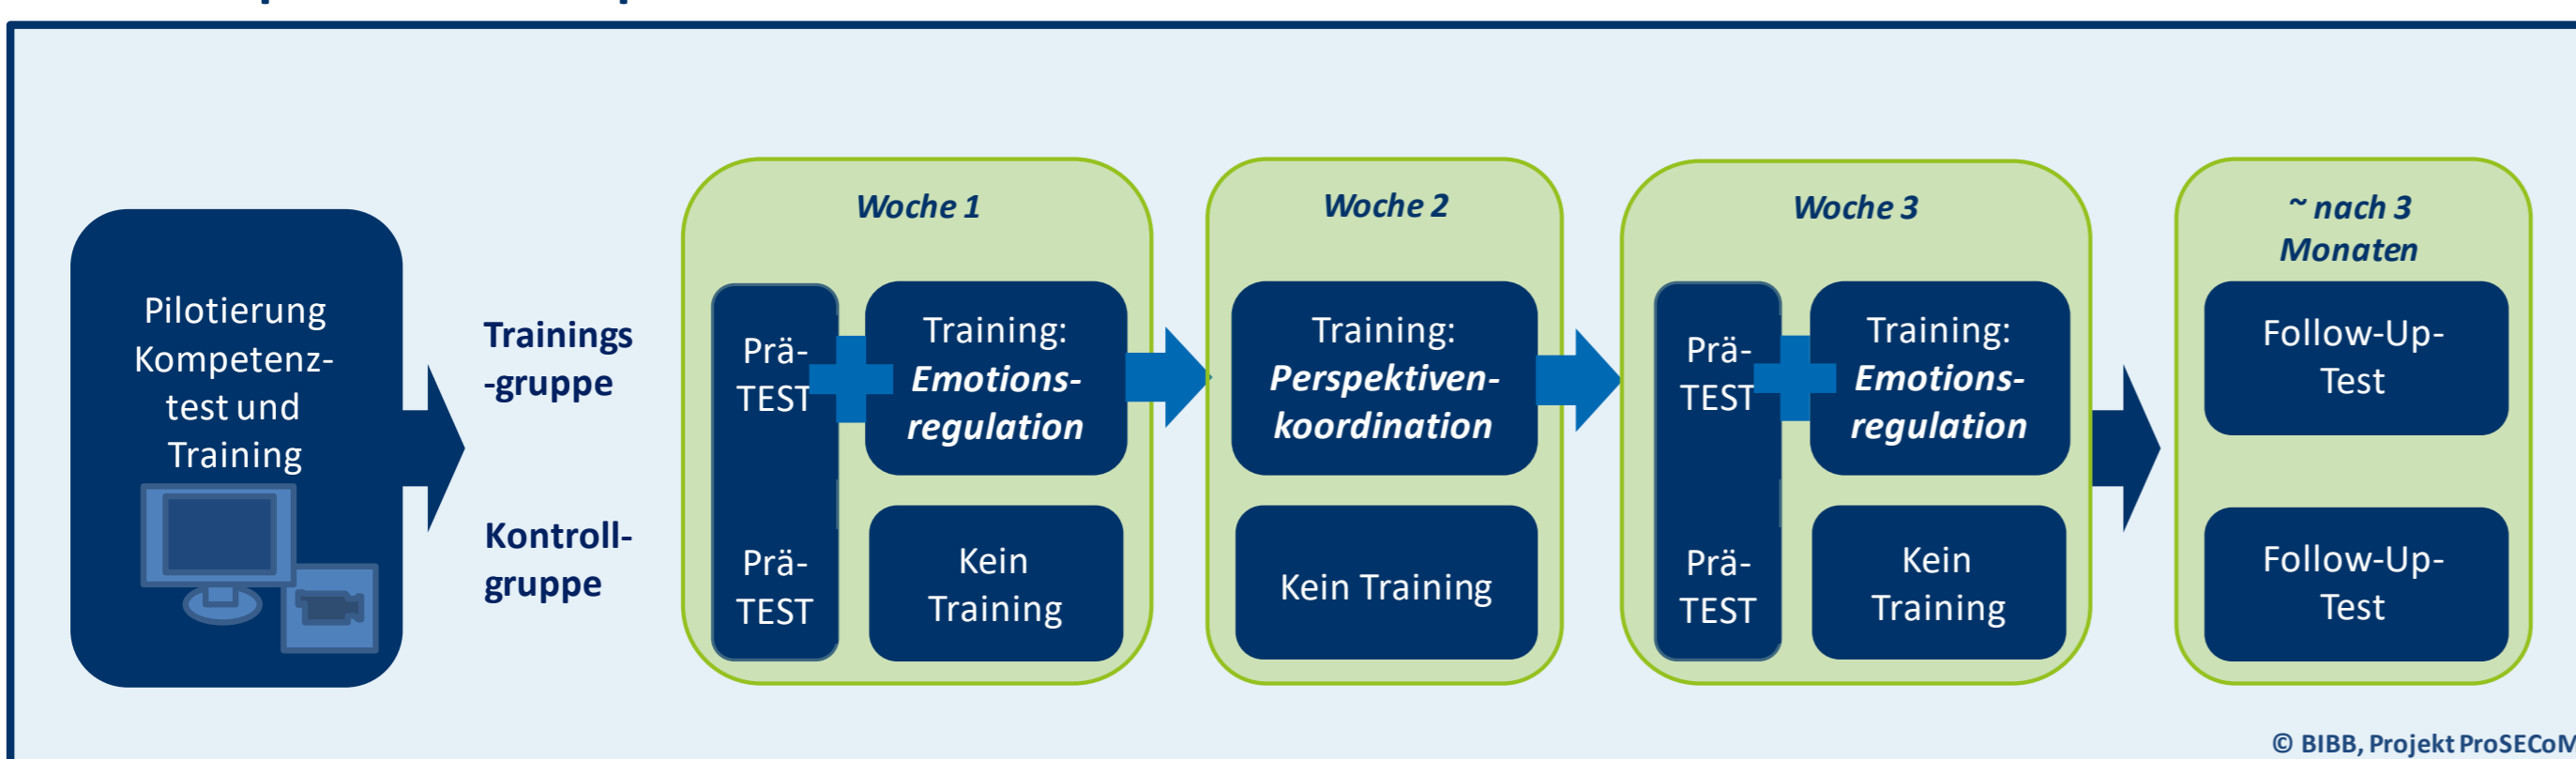 Pilotierung
Kompetenz-
test und
Training
Trainings
-gruppe
Kontroll-
gruppe
Woche 1
Prä-
TEST
Training:
Emotions-
regulation
Prä-
TEST
Kein
Training
Woche 2
Training:
Perspektiven-
koordination
Kein Training
Woche 3
Prä-
TEST
Training:
Emotions-
regulation
Prä-
TEST
Kein
Training
~ nach 3
Monaten
Follow-Up-
Test
Follow-Up-
Test
© BIBB, Projekt ProSECoM